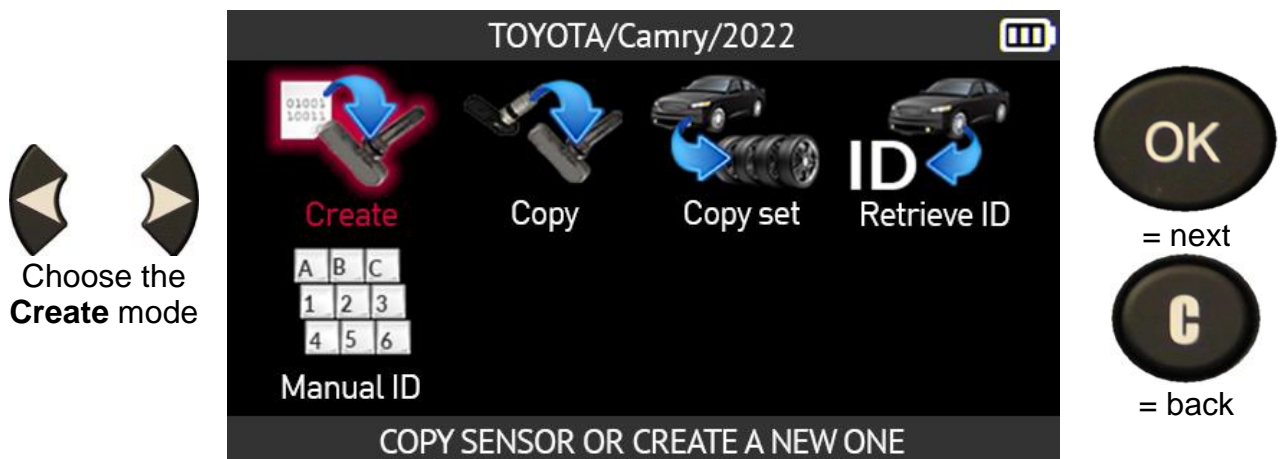 TOYOTA/Camry/2022
01001
10011
ID
Create
Copy
Copy set
Retrieve ID
A B C
1 2 3
4 5 6
Manual ID
COPY SENSOR OR CREATE A NEW ONE
Choose the
Create mode
OK
= next
C
= back